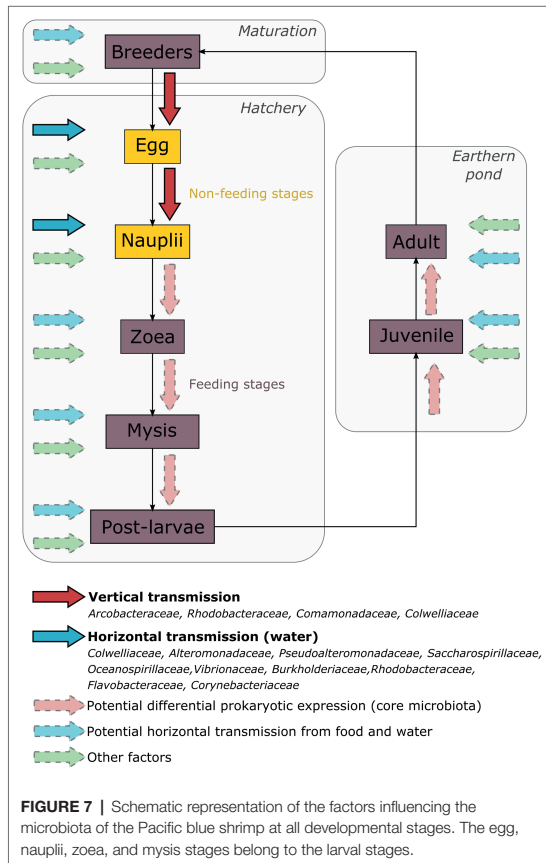 Maturation
Breeders
Hatchery
Egg
Non-feeding stages
Nauplii
Zoea
Feeding stages
Mysis
Post-larvae
Earthern
pond
Adult
Juvenile
Vertical transmission
Arcobacteraceae, Rhodobacteraceae, Comamonadaceae, Colwelliaceae
Horizontal transmission (water)
Colwelliaceae, Alteromonadaceae, Pseudoalteromonadaceae, Saccharospirillaceae,
Oceanospirillaceae,Vibrionaceae, Burkholderiaceae,Rhodobacteraceae,
Flavobacteraceae, Corynebacteriaceae
Potential differential prokaryotic expression (core microbiota)
Potential horizontal transmission from food and water
Other factors
FIGURE 7 | Schematic representation of the factors influencing the
microbiota of the Pacific blue shrimp at all developmental stages. The egg,
nauplii, zoea, and mysis stages belong to the larval stages.